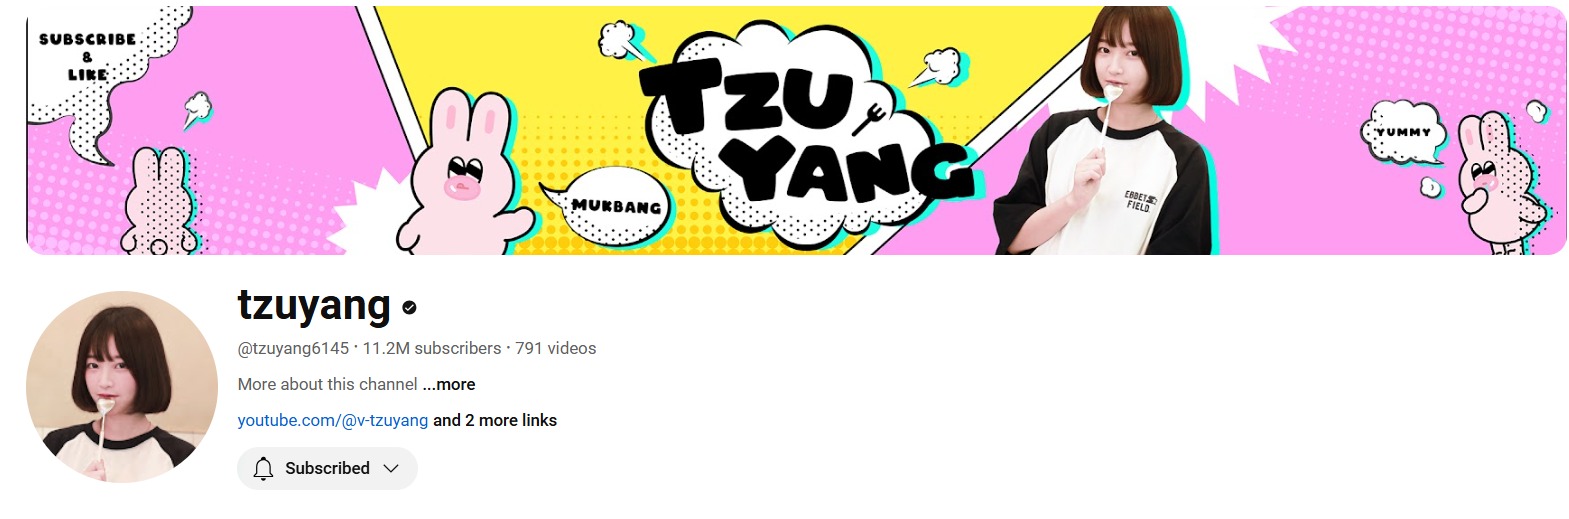 SUBSCRIBE
&
LIKE
TZU
YANG
MUKBANG
EBBETS
FIELD.
YUMMY
tzuyang
@tzuyang6145 · 11.2M subscribers · 791 videos
More about this channel ...more
youtube.com/@v-tzuyang and 2 more links
Subscribed